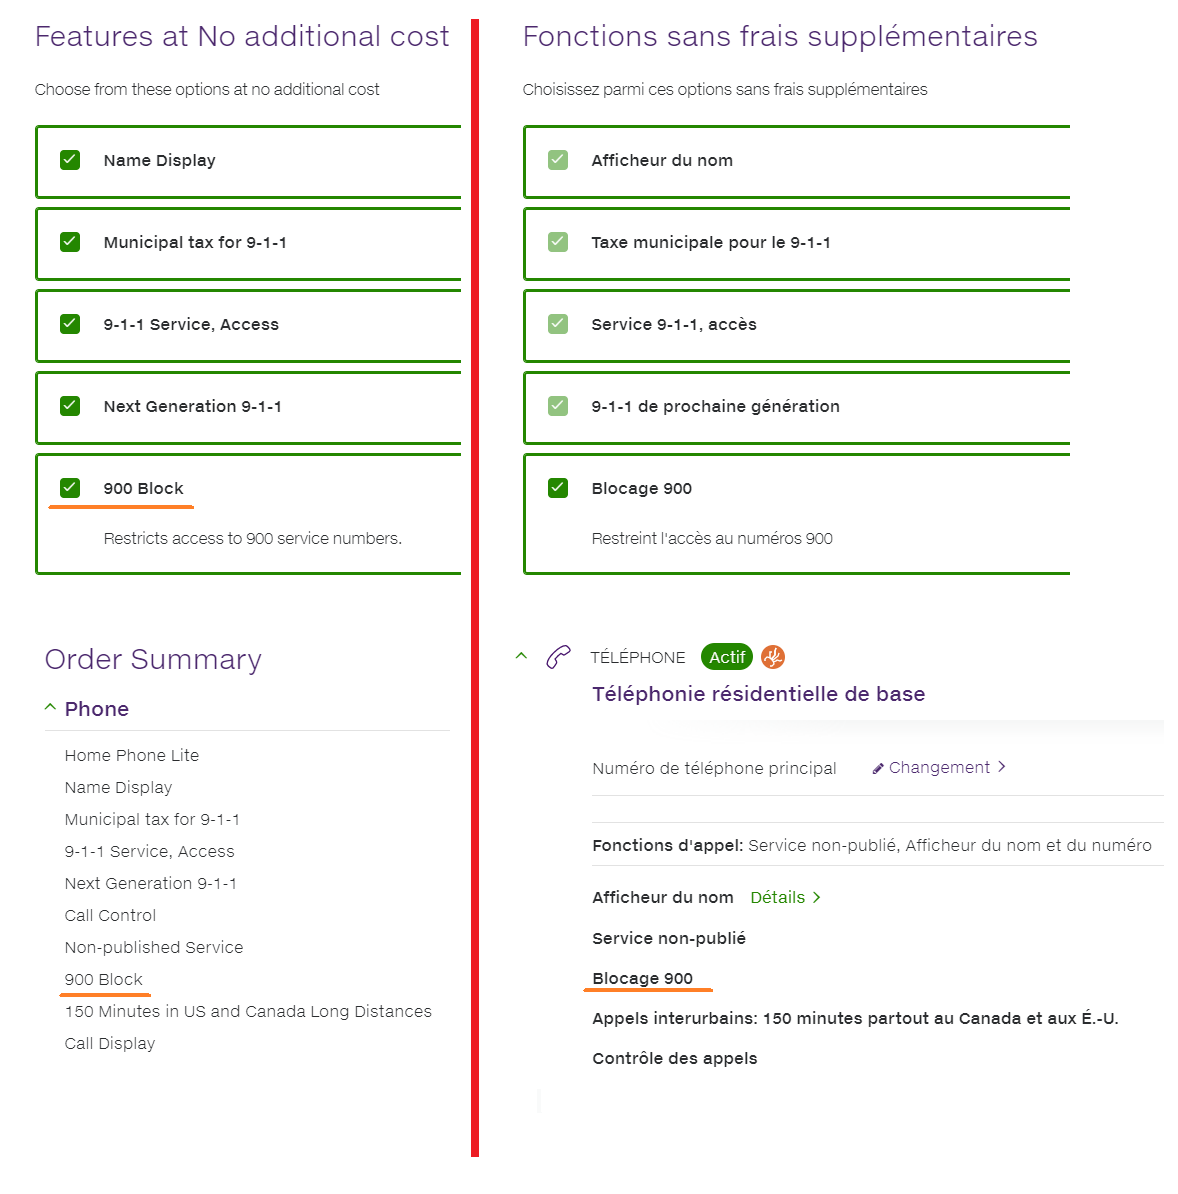 Features at No additional cost
Choose from these options at no additional cost
Name Display
Municipal tax for 9-1-1
9-1-1 Service, Access
Next Generation 9-1-1
900 Block
Restricts access to 900 service numbers.
Order Summary
Phone
Home Phone Lite
Name Display
Municipal tax for 9-1-1
9-1-1 Service, Access
Next Generation 9-1-1
Call Control
Non-published Service
900 Block
150 Minutes in US and Canada Long Distances
Call Display
Fonctions sans frais supplémentaires
Choisissez parmi ces options sans frais supplémentaires
Afficheur du nom
Taxe municipale pour le 9-1-1
Service 9-1-1, accès
9-1-1 de prochaine génération
Blocage 900
Restreint l'accès au numéros 900
TÉLÉPHONE Actif
Téléphonie résidentielle de base
Numéro de téléphone principal Changement
Fonctions d'appel: Service non-publié, Afficheur du nom et du numéro
Afficheur du nom Détails
Service non-publié
Blocage 900
Appels interurbains: 150 minutes partout au Canada et aux É.-U.
Contrôle des appels